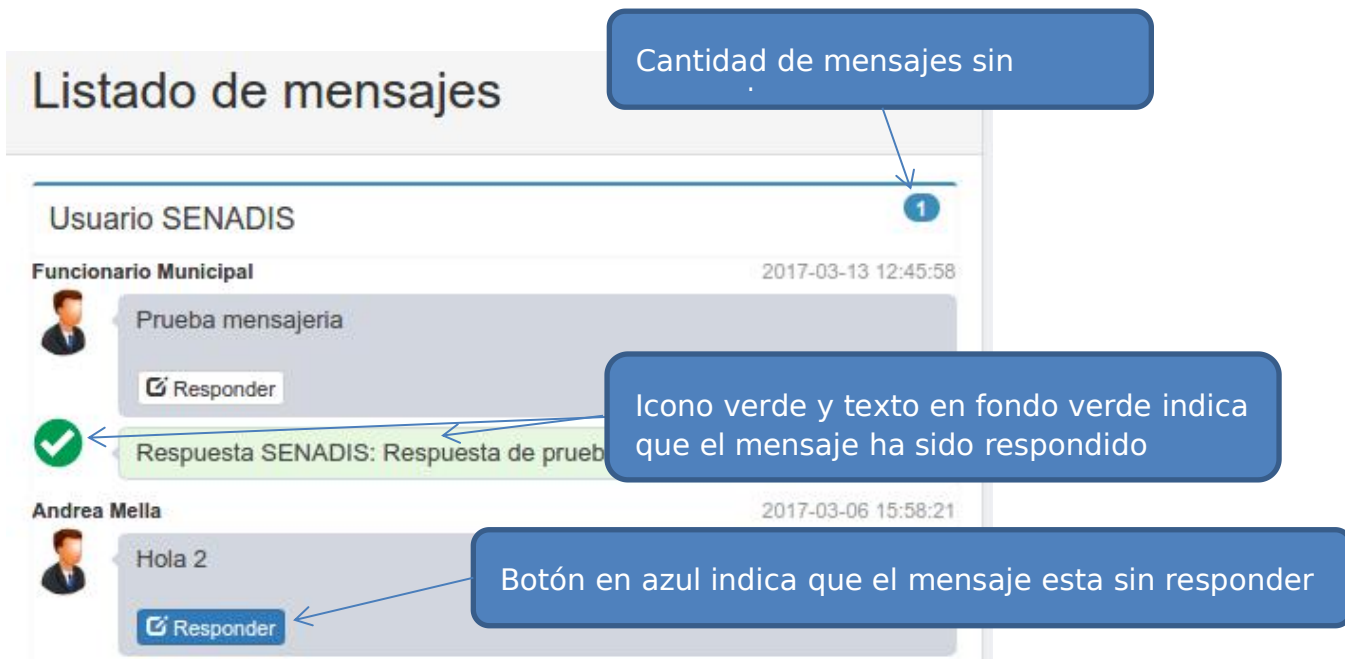 Cantidad de mensajes sin
Listado de mensajes
Usuario SENADIS
1
Funcionario Municipal
2017-03-13 12:45:58
Prueba mensajeria
Responder
Icono verde y texto en fondo verde indica
que el mensaje ha sido respondido
Respuesta SENADIS: Respuesta de prueb
Andrea Mella
2017-03-06 15:58:21
Hola 2
Botón en azul indica que el mensaje esta sin responder
Responder